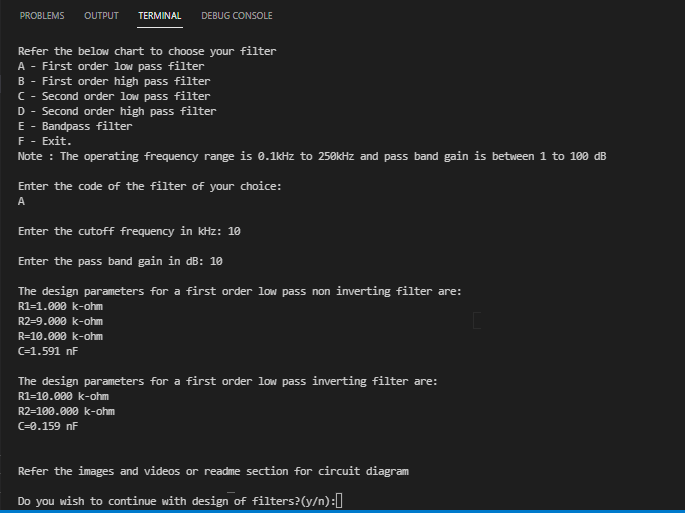 PROBLEMS OUTPUT TERMINAL DEBUG CONSOLE
Refer the below chart to choose your filter
A - First order low pass filter
B - First order high pass filter
C - Second order low pass filter
D - Second order high pass filter
E - Bandpass filter
F - Exit.
Note : The operating frequency range is 0.1kHz to 250kHz and pass band gain is between 1 to 100 dB
Enter the code of the filter of your choice:
A
Enter the cutoff frequency in kHz: 10
Enter the pass band gain in dB: 10
The design parameters for a first order low pass non inverting filter are:
R1=1.000 k-ohm
R2=9.000 k-ohm
R=10.000 k-ohm
C=1.591 nF
The design parameters for a first order low pass inverting filter are:
R1=10.000 k-ohm
R2=100.000 k-ohm
C=0.159 nF
Refer the images and videos or readme section for circuit diagram
Do you wish to continue with design of filters?(y/n):